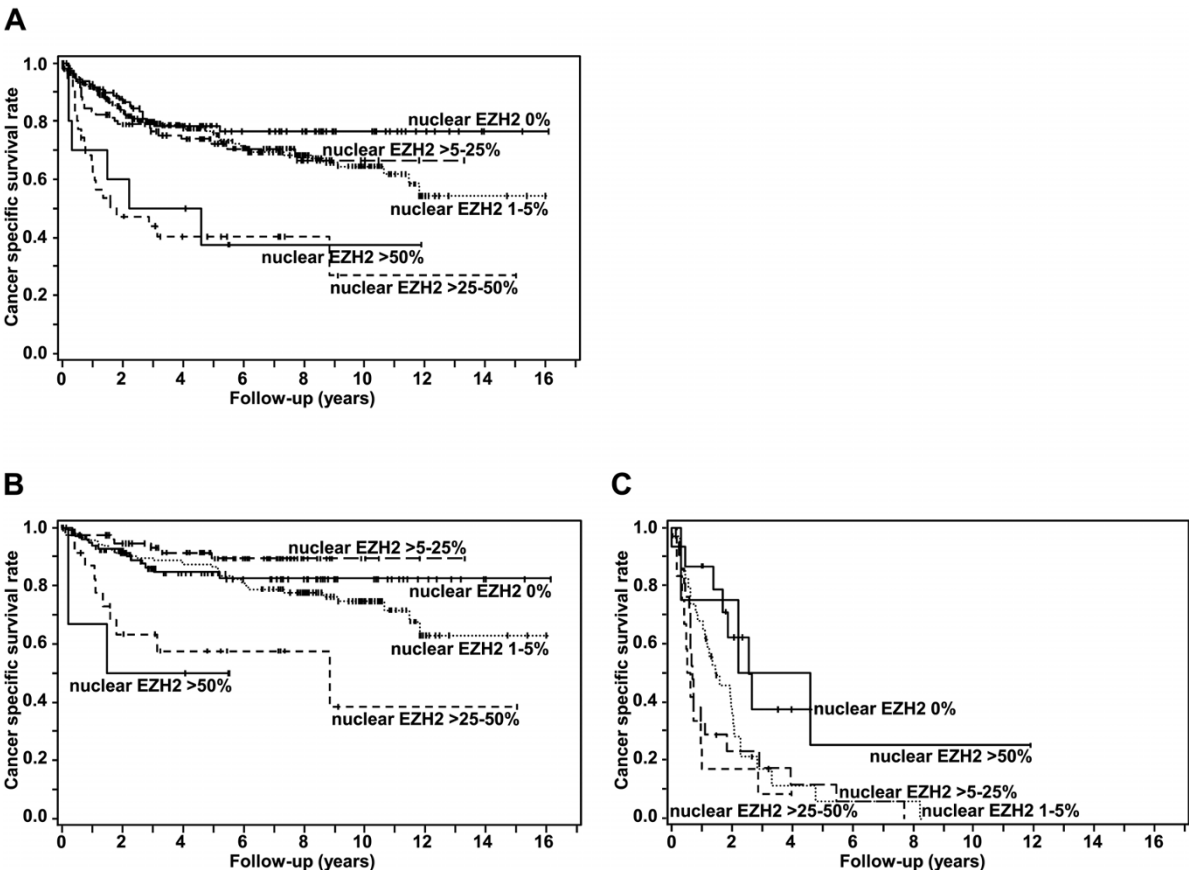 A
Cancer specific survival rate
1.0
0.8
0.6
0.4
0.2
0.0
nuclear EZH2 0%
nuclear EZH2 >5-25%
nuclear EZH2 1-5%
nuclear EZH2 >50%
nuclear EZH2 >25-50%
0 2 4 6 8 10 12 14 16
Follow-up (years)
B
Cancer specific survival rate
1.0
0.8
0.6
0.4
0.2
0.0
nuclear EZH2 >5-25%
nuclear EZH2 0%
nuclear EZH2 1-5%
nuclear EZH2 >50%
nuclear EZH2 >25-50%
0 2 4 6 8 10 12 14 16
Follow-up (years)
C
Cancer specific survival rate
1.0
0.8
0.6
0.4
0.2
0.0
nuclear EZH2 0%
nuclear EZH2 >50%
nuclear EZH2 >5-25%
nuclear EZH2 >25-50%
nuclear EZH2 1-5%
0 2 4 6 8 10 12 14 16
Follow-up (years)